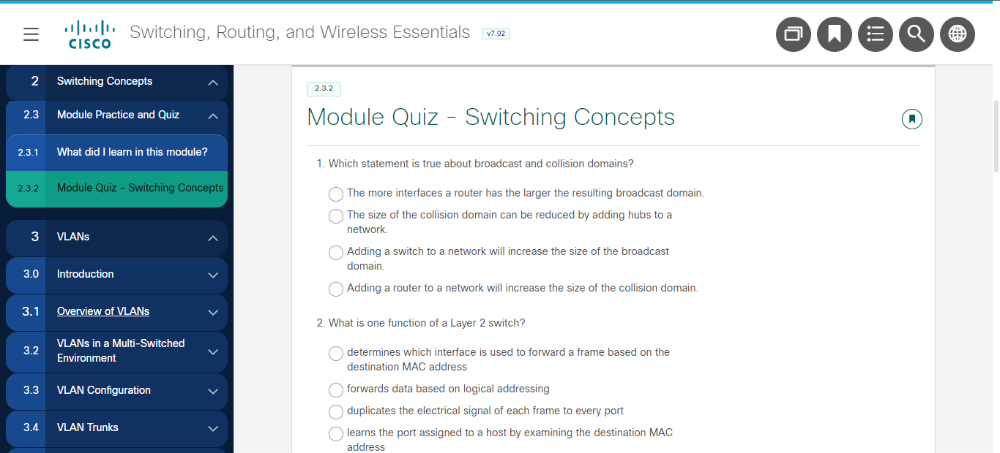 CISCO
Switching, Routing, and Wireless Essentials
v7.02
2 Switching Concepts
2.3 Module Practice and Quiz
2.3.1 What did I learn in this module?
2.3.2 Module Quiz - Switching Concepts
3 VLANs
3.0 Introduction
3.1 Overview of VLANs
3.2 VLANs in a Multi-Switched
Environment
3.3 VLAN Configuration
3.4 VLAN Trunks
2.3.2
Module Quiz - Switching Concepts
1. Which statement is true about broadcast and collision domains?
The more interfaces a router has the larger the resulting broadcast domain.
The size of the collision domain can be reduced by adding hubs to a
network.
Adding a switch to a network will increase the size of the broadcast
domain.
Adding a router to a network will increase the size of the collision domain.
2. What is one function of a Layer 2 switch?
determines which interface is used to forward a frame based on the
destination MAC address
forwards data based on logical addressing
duplicates the electrical signal of each frame to every port
learns the port assigned to a host by examining the destination MAC
address